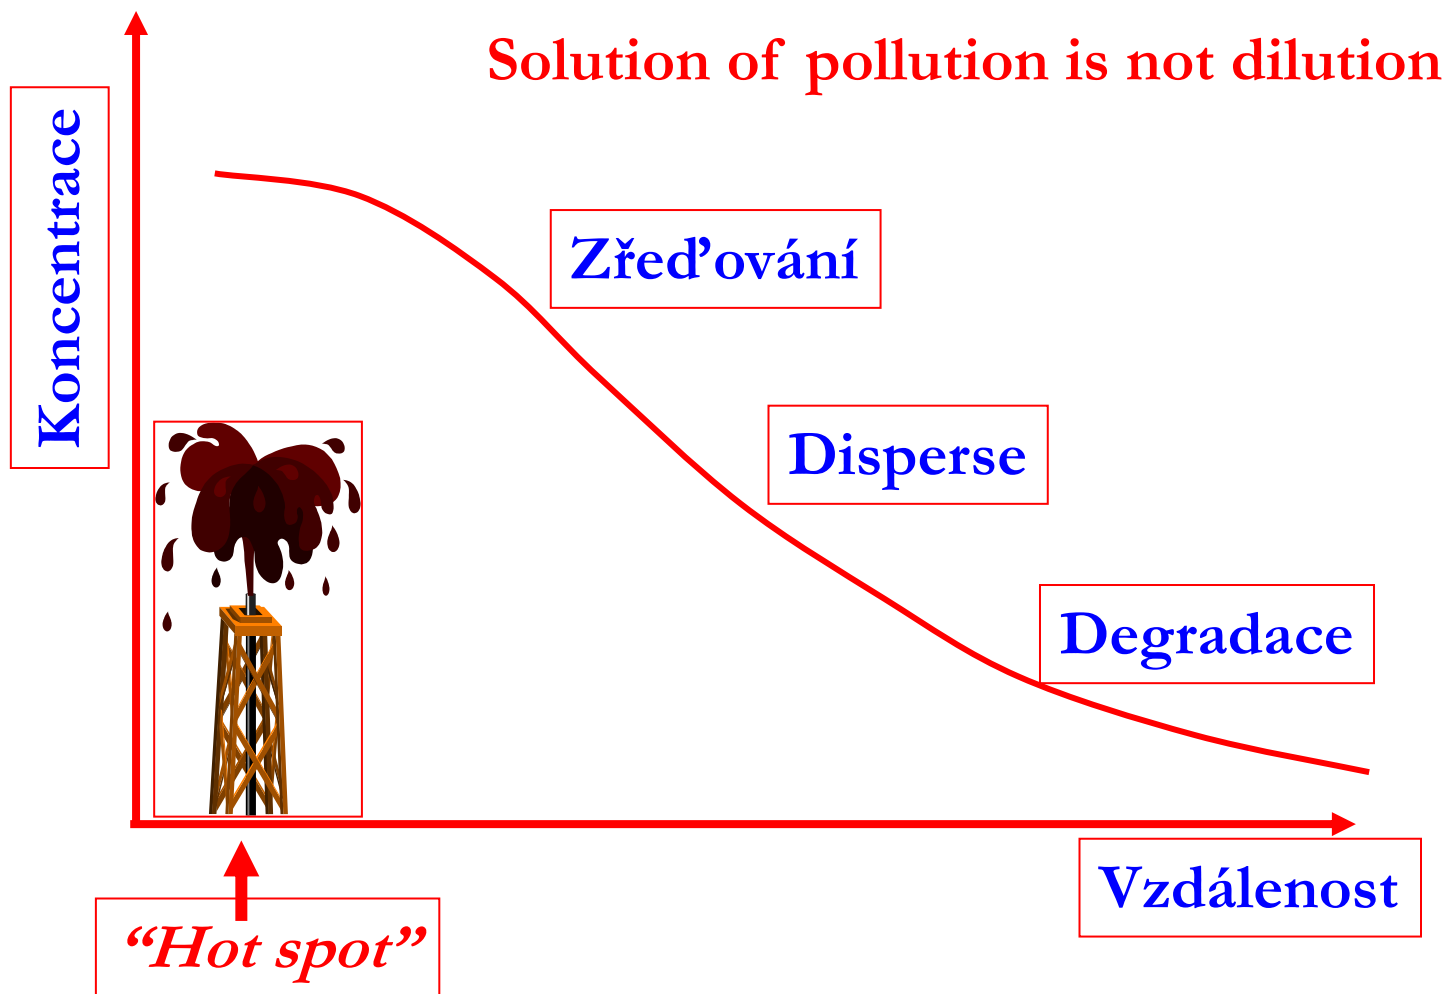 Solution of pollution is not dilution
Koncentrace
Zřeďování
Disperse
Degradace
Vzdálenost
“Hot spot”